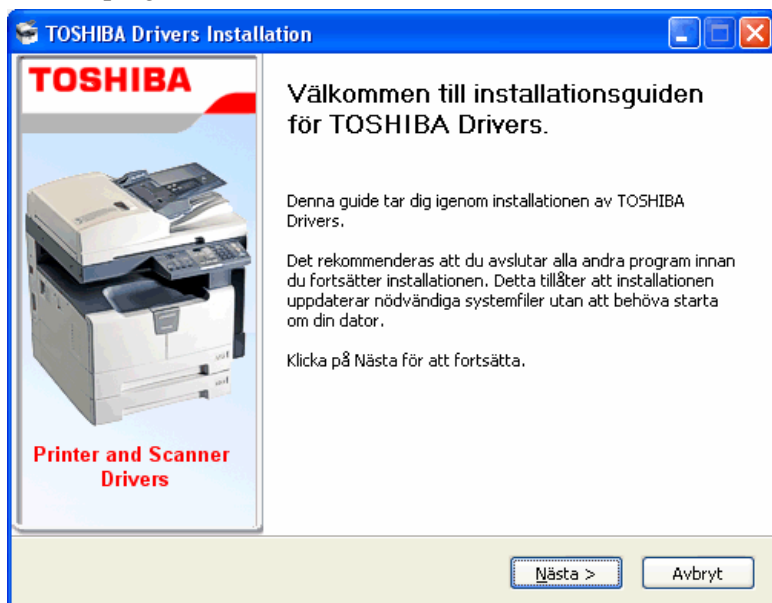 TOSHIBA Drivers Installation
TOSHIBA
Printer and Scanner
Drivers
Välkommen till installationsguiden
för TOSHIBA Drivers.
Denna guide tar dig igenom installationen av TOSHIBA
Drivers.
Det rekommenderas att du avslutar alla andra program innan
du fortsätter installationen. Detta tillåter att installationen
uppdaterar nödvändiga systemfiler utan att behöva starta
om din dator.
Klicka på Nästa för att fortsätta.
Nästa >
Avbryt